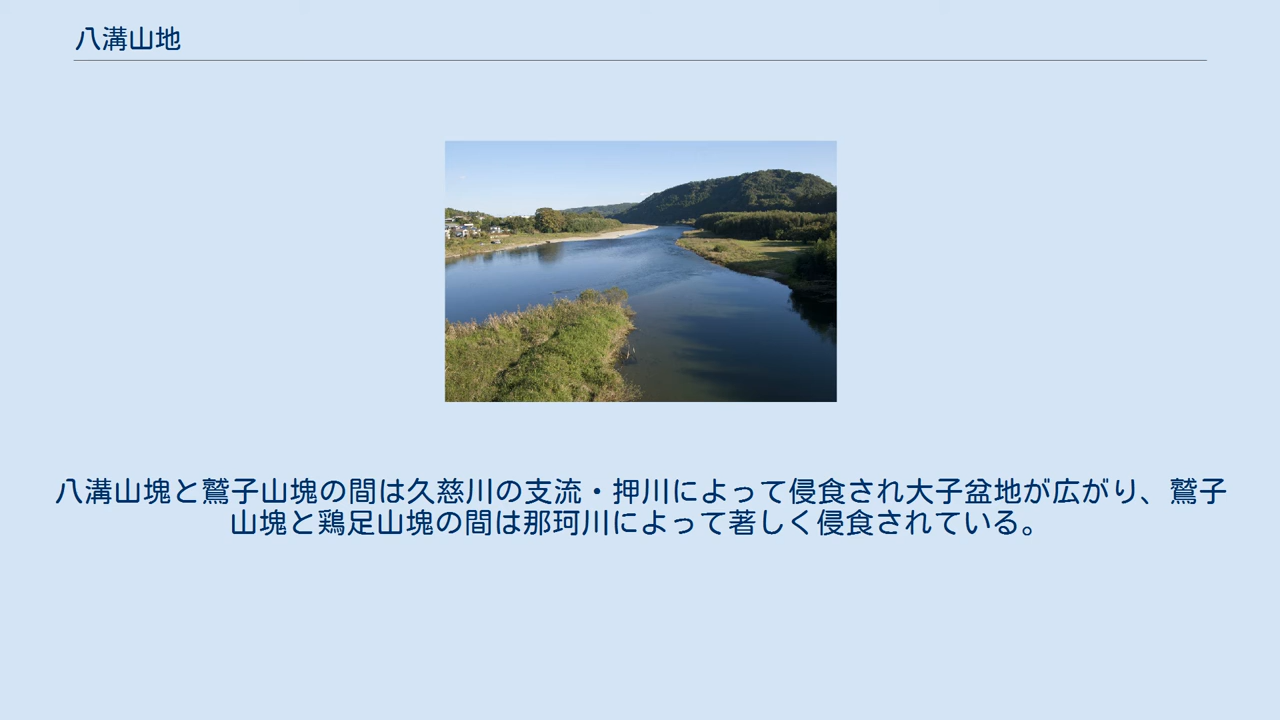 八溝山地
八溝山塊と鷲子山塊の間は久慈川の支流・押川によって侵食され大子盆地が広がり、鷲子
山塊と鶏足山塊の間は那珂川によって著しく侵食されている。